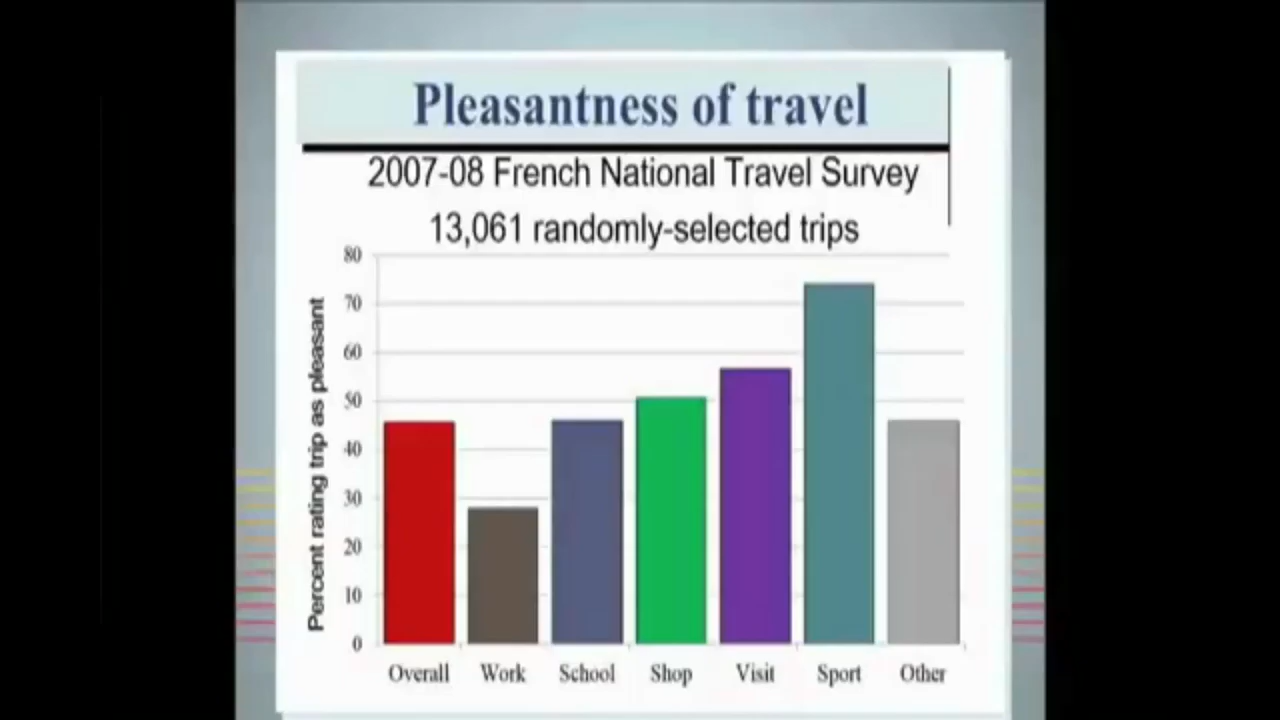 Pleasantness of travel
2007-08 French National Travel Survey
13,061 randomly-selected trips
Percent rating trip as pleasant
80
70
60
50
40
30
20
10
0
Overall Work School Shop Visit Sport Other